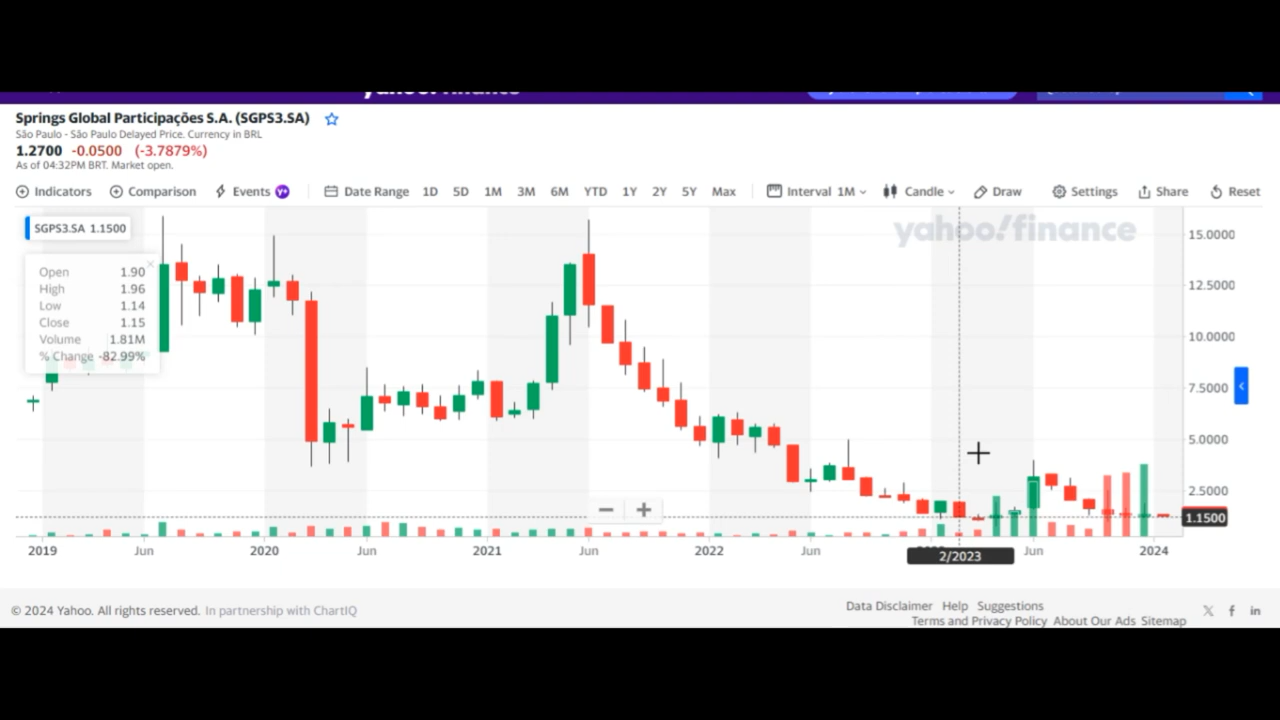 Springs Global Participações S.A. (SGPS3.SA)
São Paulo - São Paulo Delayed Price. Currency in BRL
1.2700 -0.0500 (-3.7879%)
As of 04:32PM BRT. Market open.
Indicators Comparison Events Y+ Date Range 1D 5D 1M 3M 6M YTD 1Y 2Y 5Y Max Interval 1M Candle Draw Settings Share Reset
SGPS3.SA 1.1500
yahoo!finance
Open 1.90
High 1.96
Low 1.14
Close 1.15
Volume 1.81M
% Change -82.99%
15.0000
12.5000
10.0000
7.5000
5.0000
2.5000
1.1500
2019 Jun 2020 Jun 2021 Jun 2022 Jun Jun 2024
2/2023
© 2024 Yahoo. All rights reserved. In partnership with ChartIQ
Data Disclaimer Help Suggestions
Terms and Privacy Policy About Our Ads Sitemap